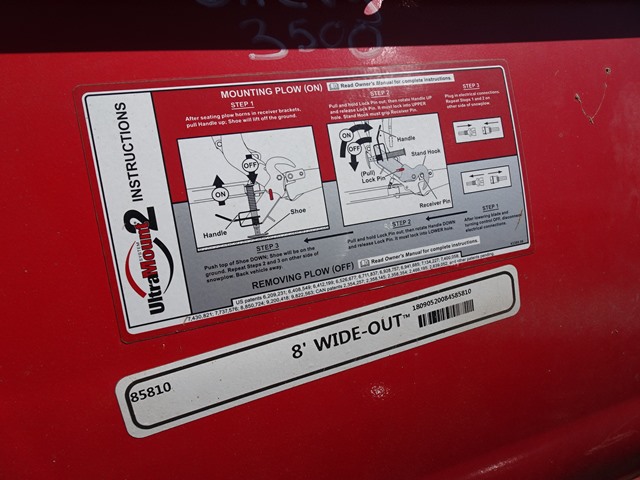 3500
UltraMount 2
SYSTEM
INSTRUCTIONS
MOUNTING PLOW (ON)
Read Owner's Manual for complete instructions.
STEP 1
After seating plow horns in receiver brackets,
pull Handle up; Shoe will lift off the ground.
STEP 2
Pull and hold Lock Pin out; then rotate Handle UP
and release Lock Pin. It must lock into UPPER
hole. Stand Hook must grip Receiver Pin.
STEP 3
Plug in electrical connections;
Repeat Steps 1 and 2 on
other side of snowplow.
OFF
ON
Handle
Shoe
ON
OFF
(Pull)
Lock Pin
Handle
Stand Hook
Receiver Pin
STEP 3
Push top of Shoe DOWN; Shoe will be on the
ground. Repeat Steps 2 and 3 on other side of
snowplow. Back vehicle away.
STEP 2
Pull and hold Lock Pin out; then rotate Handle DOWN
and release Lock Pin. It must lock into LOWER hole.
STEP 1
After lowering blade and
turning control OFF, disconnect
electrical connections.
REMOVING PLOW (OFF)
Read Owner's Manual for complete instructions.
85810
8' WIDE-OUT™
18090520084585810